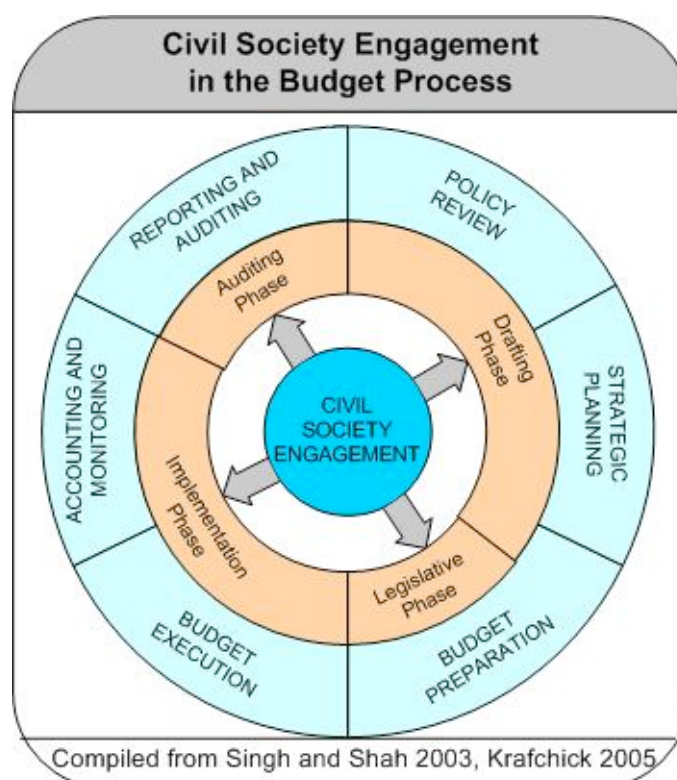 Civil Society Engagement
in the Budget Process
REPORTING AND
AUDITING
POLICY
REVIEW
Auditing
Phase
Drafting
Phase
ACCOUNTING AND
MONITORING
CIVIL
SOCIETY
ENGAGEMENT
STRATEGIC
PLANNING
Implementation
Phase
Legislative
Phase
BUDGET
EXECUTION
BUDGET
PREPARATION
Compiled from Singh and Shah 2003, Krafchick 2005